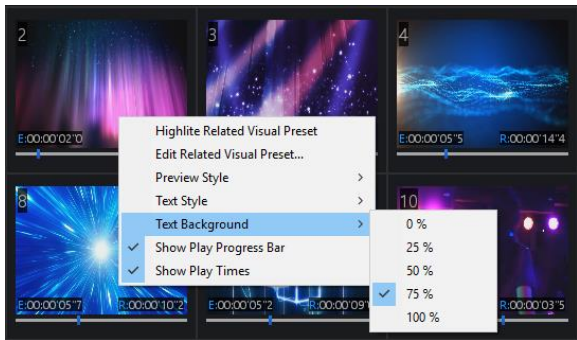 2
3
4
E:00:00'02"0
E:00:00'05"5 R:00:00'14"4
Highlite Related Visual Preset
Edit Related Visual Preset...
Preview Style >
Text Style >
Text Background >
Show Play Progress Bar
Show Play Times
0 %
25 %
50 %
75 %
100 %
8
10
E:00:00'05"7 R:00:00'10"2
E:00:00'05"2 R:00:00'09"
R:00:00'03"5